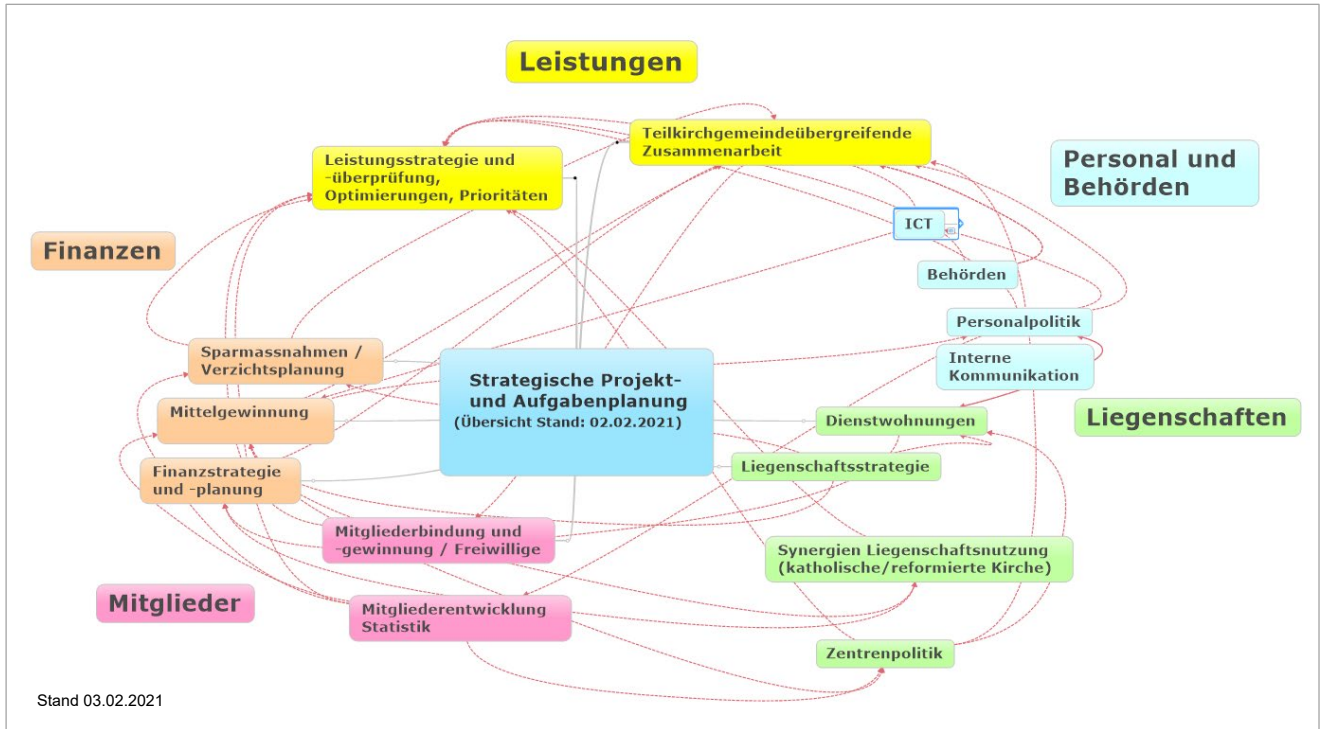 Leistungen
Teilkirchgemeindeübergreifende
Zusammenarbeit
Leistungsstrategie und
-überprüfung,
Optimierungen, Prioritäten
Personal und
Behörden
ICT
Finanzen
Behörden
Personalpolitik
Sparmassnahmen /
Verzichtsplanung
Interne
Kommunikation
Strategische Projekt-
und Aufgabenplanung
(Übersicht Stand: 02.02.2021)
Mittelgewinnung
Dienstwohnungen
Liegenschaften
Finanzstrategie
und -planung
Liegenschaftsstrategie
Mitgliederbindung und
-gewinnung / Freiwillige
Synergien Liegenschaftsnutzung
(katholische/reformierte Kirche)
Mitglieder
Mitgliederentwicklung
Statistik
Zentrenpolitik
Stand 03.02.2021